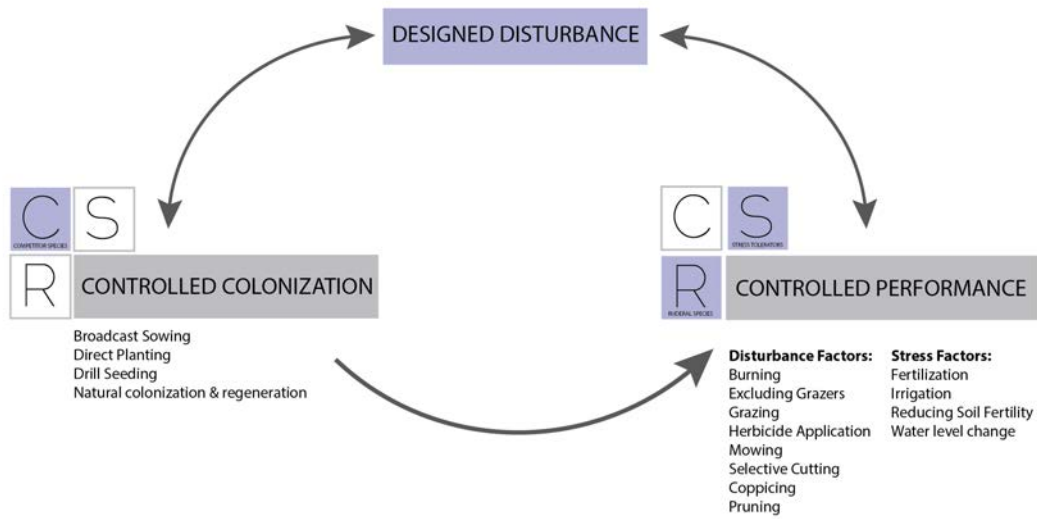 DESIGNED DISTURBANCE
C S
COMPETITOR SPECIES
R
CONTROLLED COLONIZATION
Broadcast Sowing
Direct Planting
Drill Seeding
Natural colonization & regeneration
C S
STRESS TOLERATORS
R
RUDERAL SPECIES
CONTROLLED PERFORMANCE
Disturbance Factors:
Burning
Excluding Grazers
Grazing
Herbicide Application
Mowing
Selective Cutting
Coppicing
Pruning
Stress Factors:
Fertilization
Irrigation
Reducing Soil Fertility
Water level change